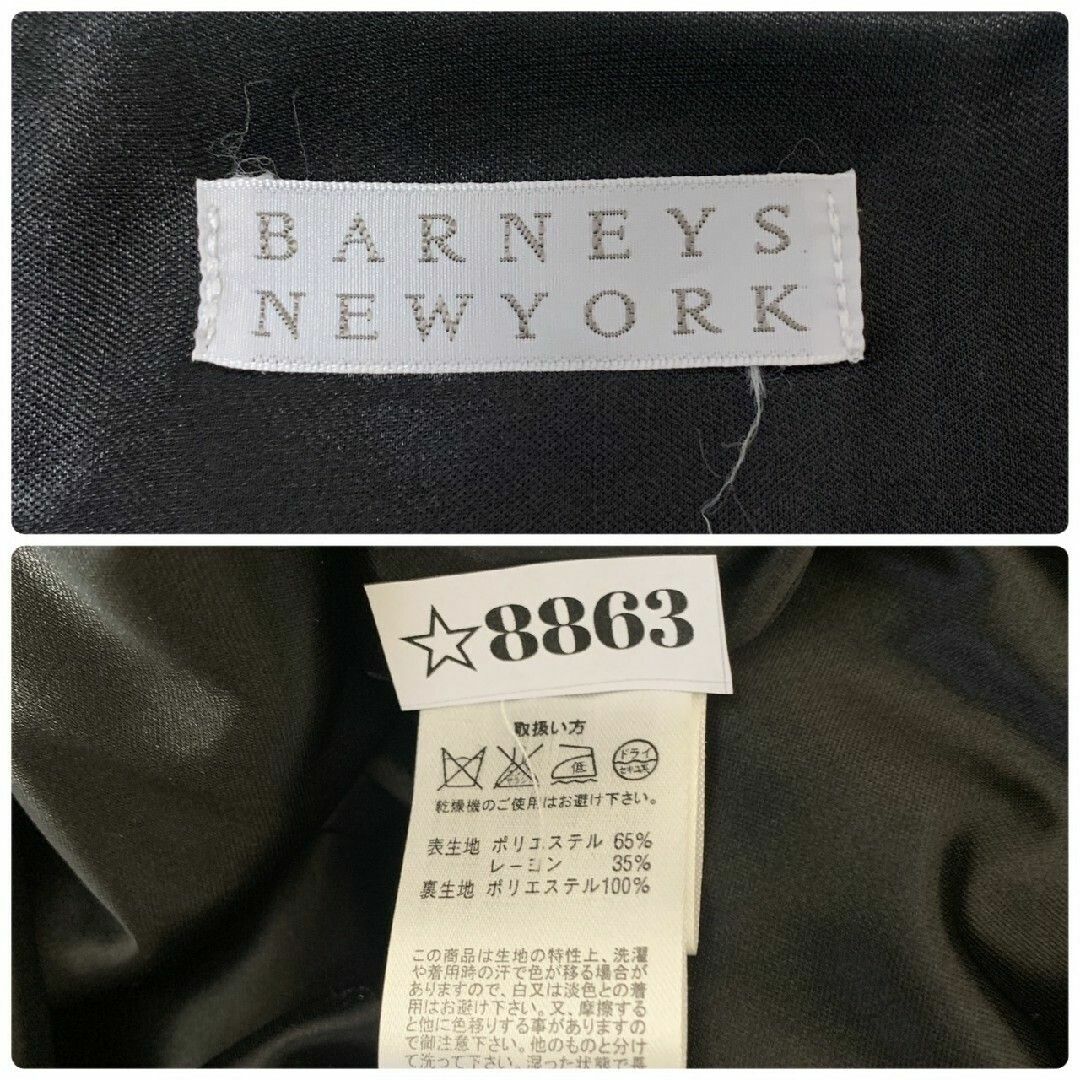 BARNEYS
NEWYORK
☆8863
取扱い方
低
ドライ
セキユ系
乾燥機のご使用はお避け下さい。
表生地 ポリエステル 65%
レーヨン 35%
裏生地 ポリエステル100%
この商品は生地の特性上、洗濯
や着用時の汗で色が移る場合が
ありますので、白又は淡色との着
用はお避け下さい。又、摩擦する
と他に色移りする事がありますの
で御注意下さい。他のものと分け
て洗って下さい。湿った状態で長